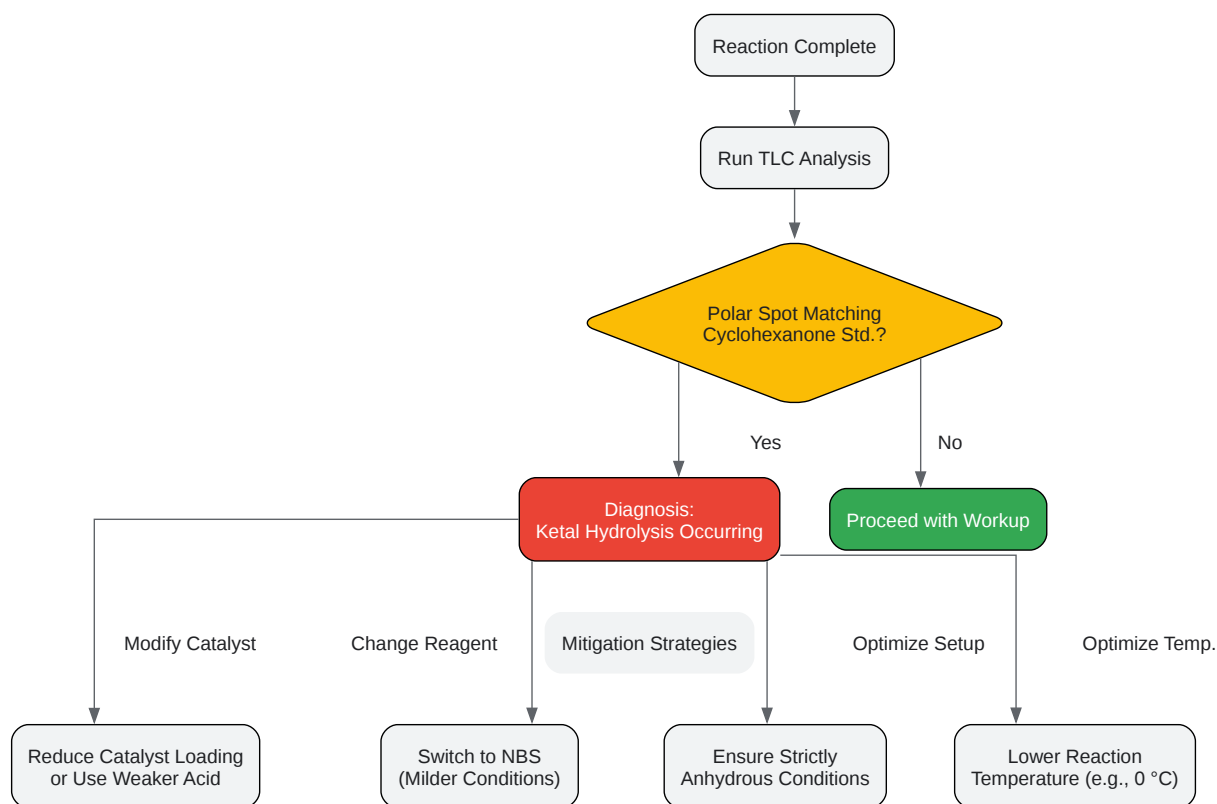 Reaction Complete
Run TLC Analysis
Polar Spot Matching
Cyclohexanone Std.?
Yes
No
Diagnosis:
Ketal Hydrolysis Occurring
Proceed with Workup
Modify Catalyst
Change Reagent
Mitigation Strategies
Optimize Setup
Optimize Temp.
Reduce Catalyst Loading
or Use Weaker Acid
Switch to NBS
(Milder Conditions)
Ensure Strictly
Anhydrous Conditions
Lower Reaction
Temperature (e.g., 0 °C)